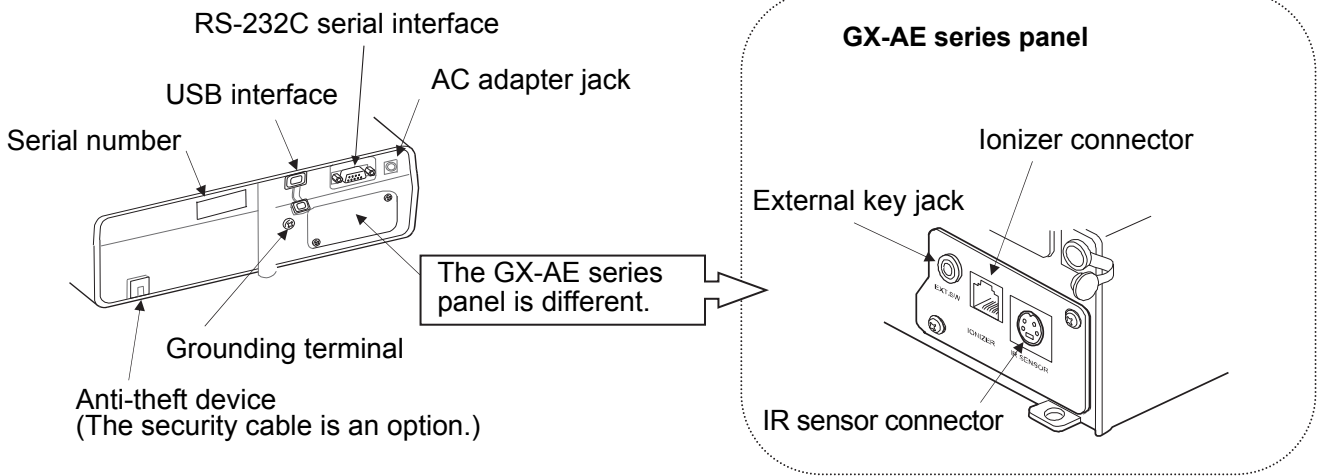 RS-232C serial interface
AC adapter jack
USB interface
Serial number
The GX-AE series
panel is different.
Grounding terminal
Anti-theft device
(The security cable is an option.)
GX-AE series panel
Ionizer connector
External key jack
EXT.SW
IONIZER
IR SENSOR
IR sensor connector